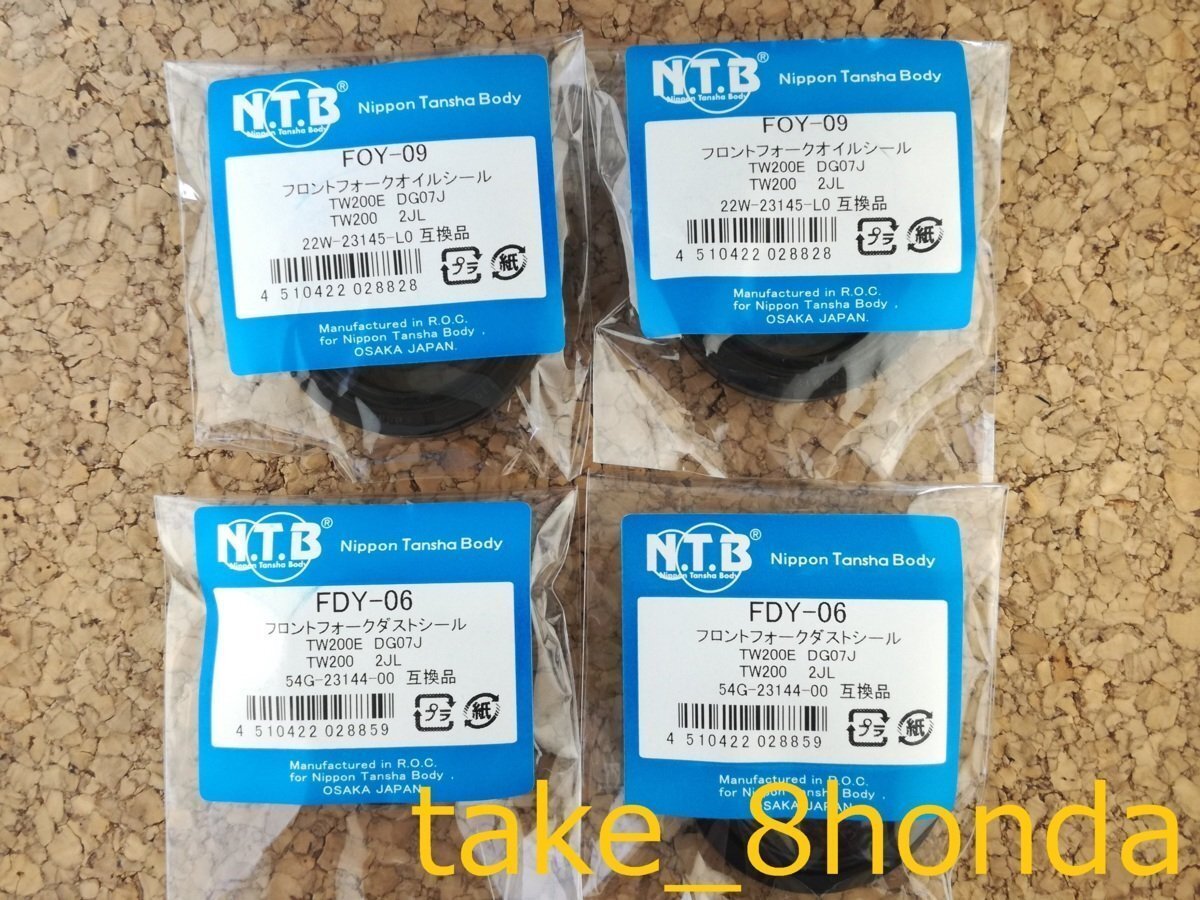 N.T.B®
Nippon Tansha Body
Nippon Tansha Body
FOY-09
フロントフォークオイルシール
TW200E DG07J
TW200 2JL
22W-23145-L0 互換品
プラ 紙
4 510422 028828
Manufactured in R.O.C.
for Nippon Tansha Body .
OSAKA JAPAN.
N.T.B®
Nippon Tansha Body
Nippon Tansha Body
FOY-09
フロントフォークオイルシール
TW200E DG07J
TW200 2JL
22W-23145-L0 互換品
プラ 紙
4 510422 028828
Manufactured in R.O.C.
for Nippon Tansha Body .
OSAKA JAPAN.
N.T.B®
Nippon Tansha Body
Nippon Tansha Body
FDY-06
フロントフォークダストシール
TW200E DG07J
TW200 2JL
54G-23144-00 互換品
プラ 紙
4 510422 028859
Manufactured in R.O.C.
for Nippon Tansha Body .
OSAKA JAPAN.
N.T.B®
Nippon Tansha Body
Nippon Tansha Body
FDY-06
フロントフォークダストシール
TW200E DG07J
TW200 2JL
54G-23144-00 互換品
プラ 紙
4 510422 028859
Manufactured in R.O.C.
for Nippon Tansha Body .
OSAKA JAPAN.
take_8honda